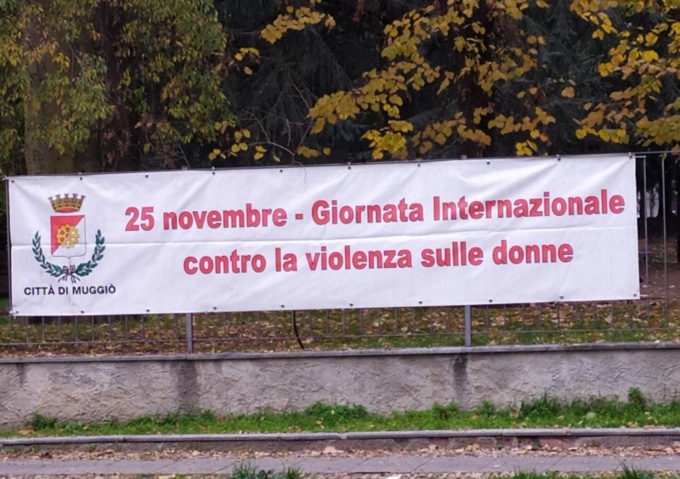 25 novembre - Giornata Internazionale
contro la violenza sulle donne
CITTÀ DI MUGGIÒ